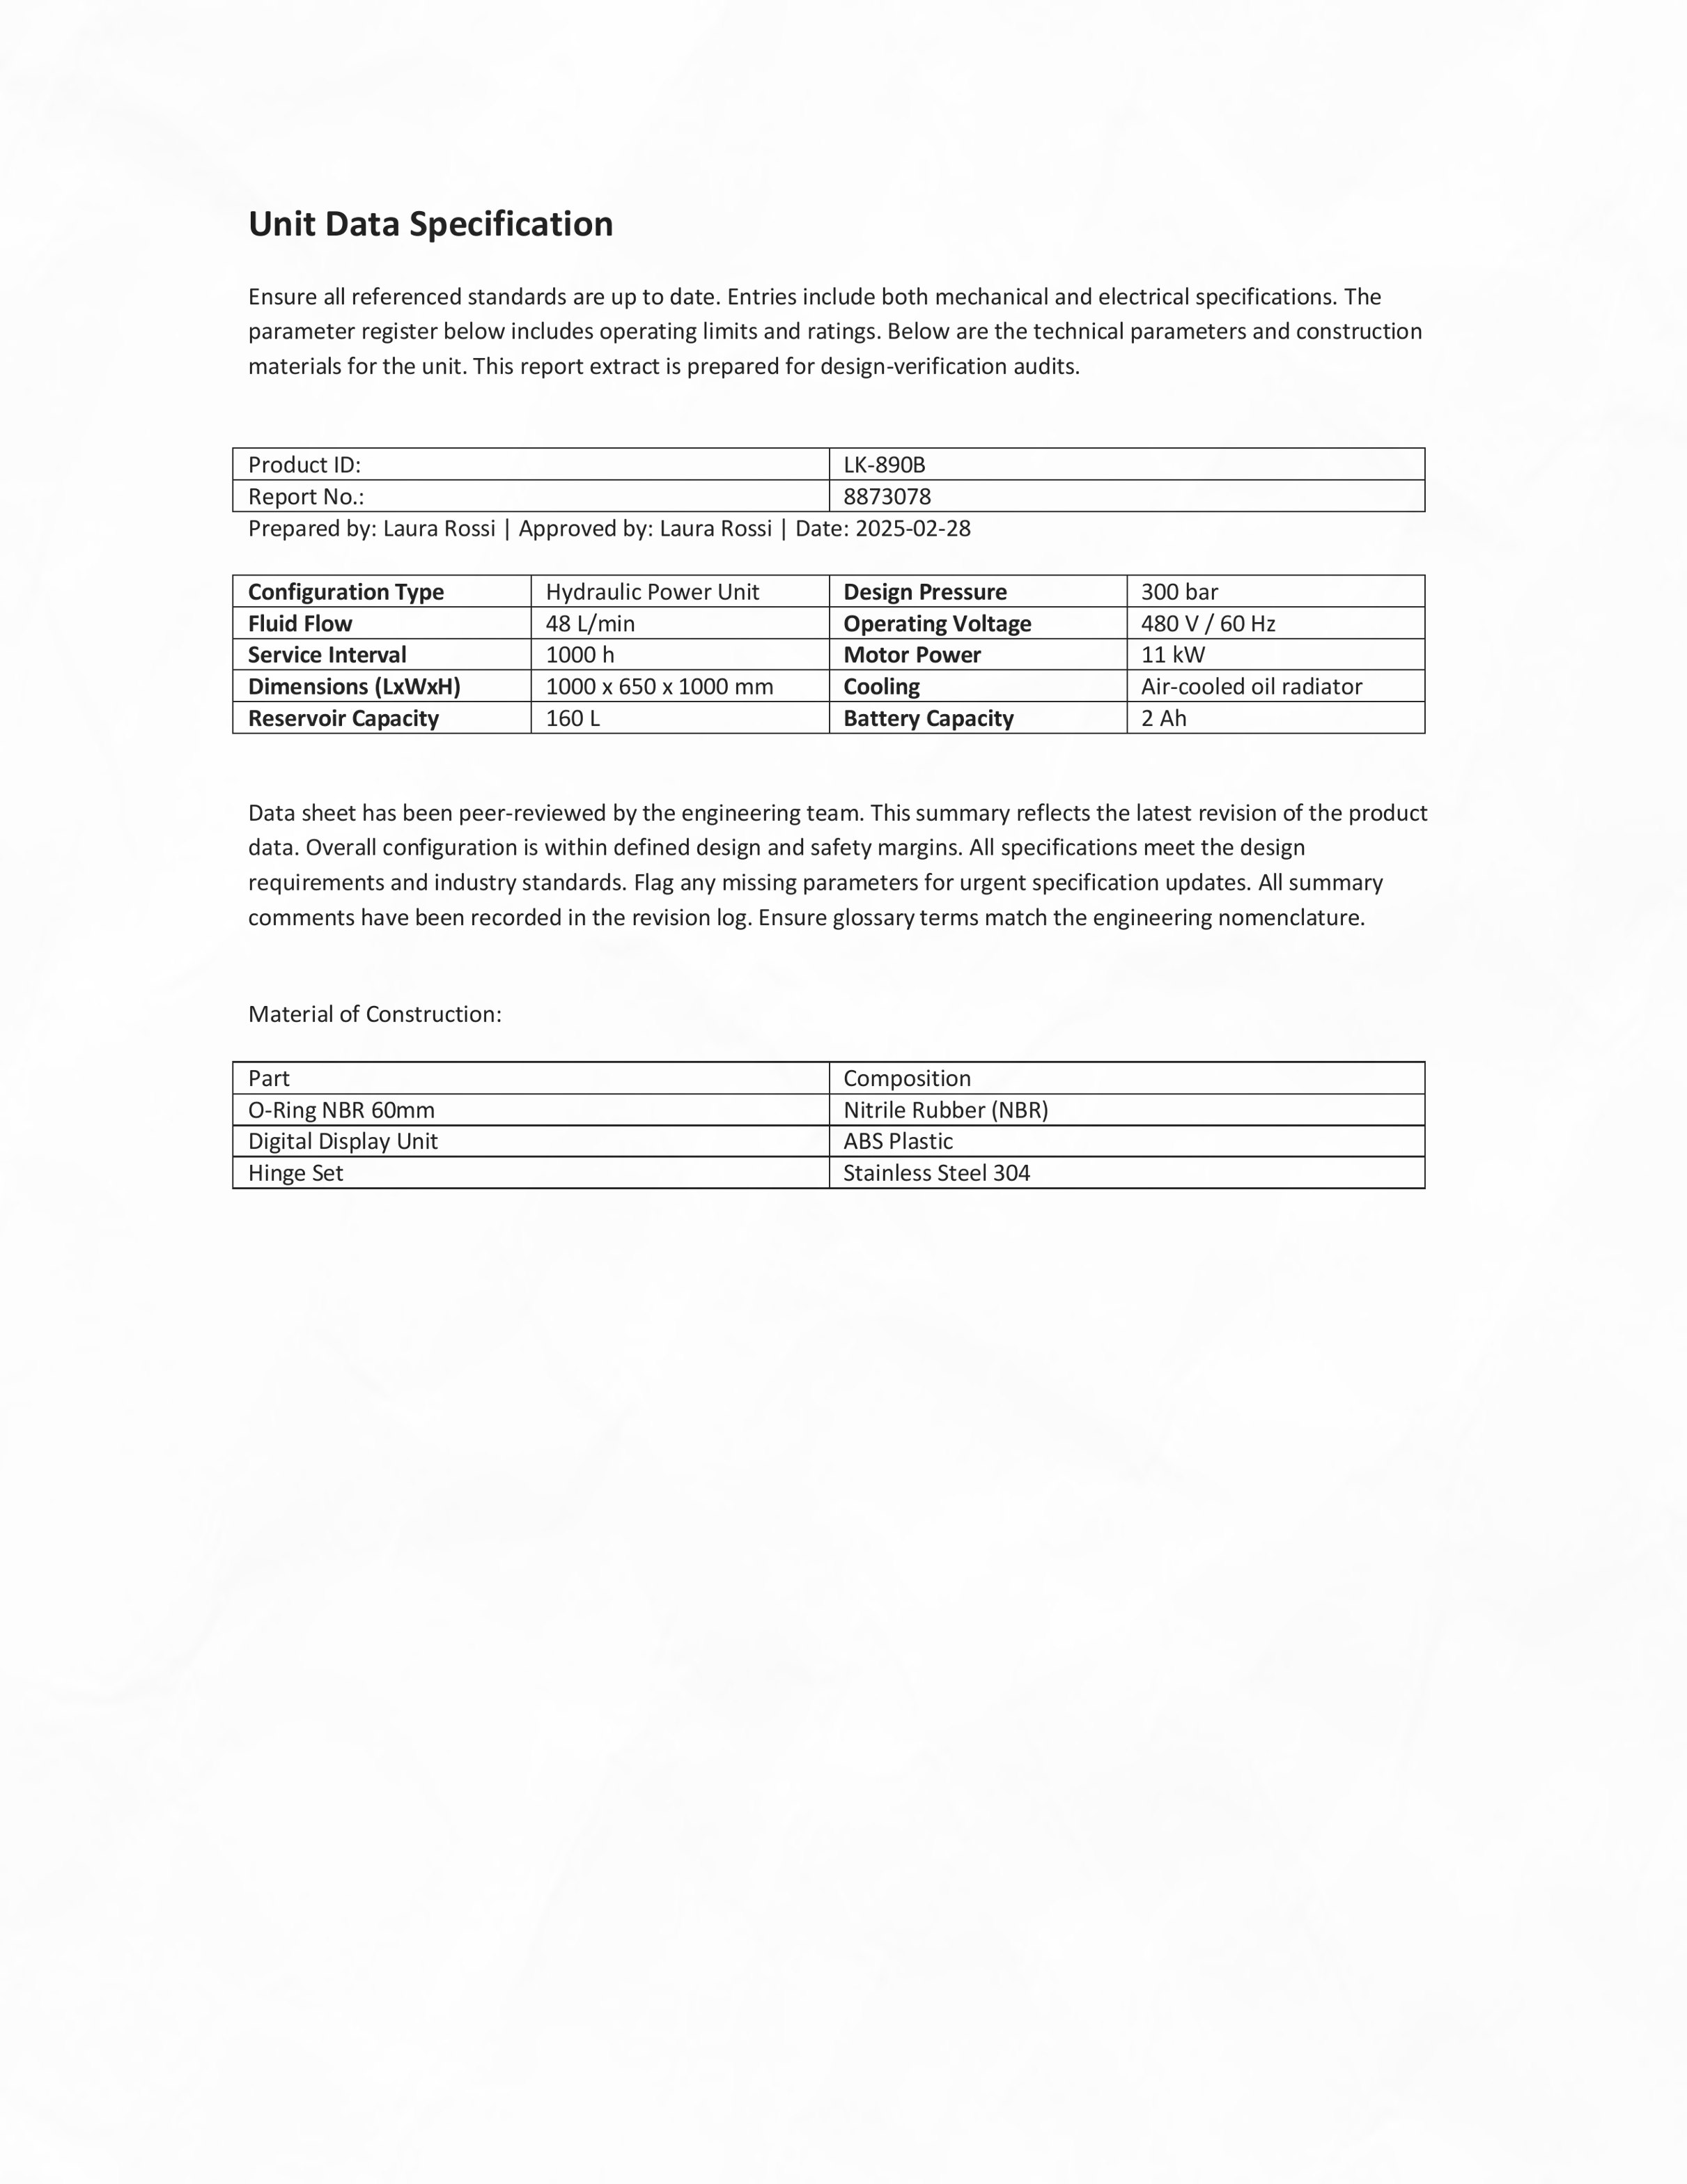 Unit Data Specification
Ensure all referenced standards are up to date. Entries include both mechanical and electrical specifications. The
parameter register below includes operating limits and ratings. Below are the technical parameters and construction
materials for the unit. This report extract is prepared for design-verification audits.
Product ID: LK-890B
Report No.: 8873078
Prepared by: Laura Rossi | Approved by: Laura Rossi | Date: 2025-02-28
Configuration Type Hydraulic Power Unit Design Pressure 300 bar
Fluid Flow 48 L/min Operating Voltage 480 V / 60 Hz
Service Interval 1000 h Motor Power 11 kW
Dimensions (LxWxH) 1000 x 650 x 1000 mm Cooling Air-cooled oil radiator
Reservoir Capacity 160 L Battery Capacity 2 Ah
Data sheet has been peer-reviewed by the engineering team. This summary reflects the latest revision of the product
data. Overall configuration is within defined design and safety margins. All specifications meet the design
requirements and industry standards. Flag any missing parameters for urgent specification updates. All summary
comments have been recorded in the revision log. Ensure glossary terms match the engineering nomenclature.
Material of Construction:
Part Composition
O-Ring NBR 60mm Nitrile Rubber (NBR)
Digital Display Unit ABS Plastic
Hinge Set Stainless Steel 304